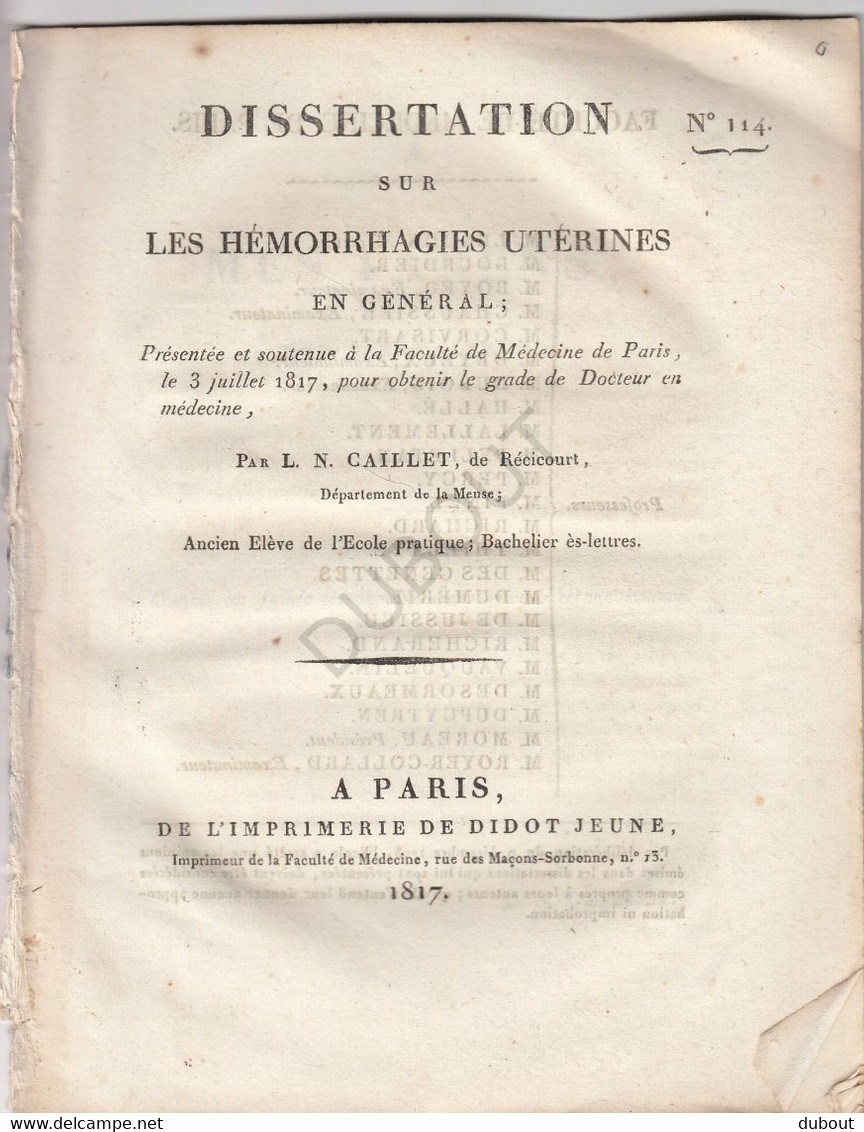 6
DISSERTATION N° 114.
SUR
LES HÉMORRHAGIES UTÉRINES
EN GÉNÉRAL;
Présentée et soutenue à la Faculté de Médecine de Paris,
le 3 juillet 1817, pour obtenir le grade de Docteur en
médecine,
PAR L. N. CAILLET, de Récicourt,
Département de la Meuse;
Ancien Elève de l'Ecole pratique; Bachelier ès-lettres.
A PARIS,
DE L'IMPRIMERIE DE DIDOT JEUNE,
Imprimeur de la Faculté de Médecine, rue des Maçons-Sorbonne, n.° 13.
1817.
DUBOUT
delcampe.net
dubout